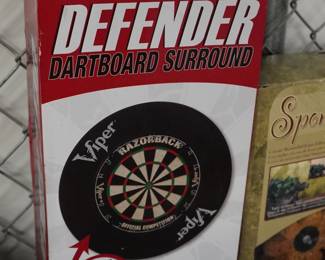 DEFENDER
DARTBOARD SURROUND
Viper
RAZORBACK
OFFICIAL COMPETITION
Viper
Spor